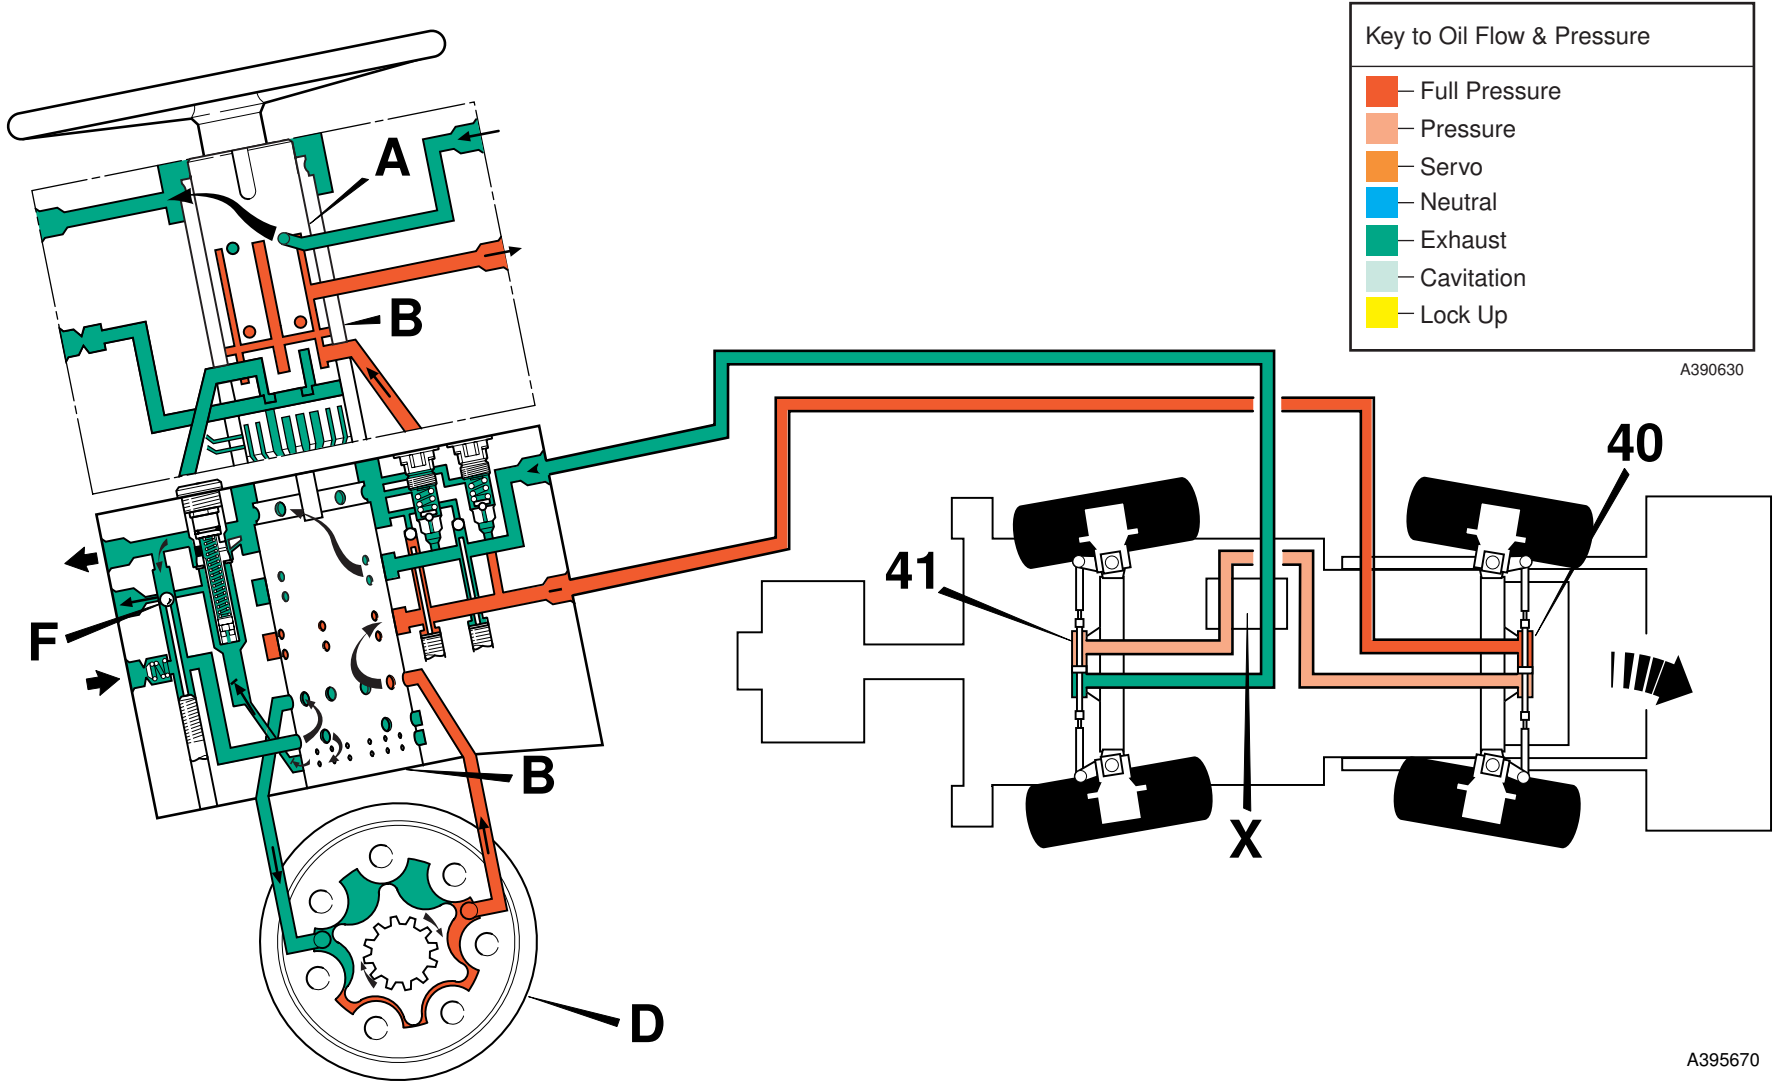 Key to Oil Flow & Pressure
Full Pressure
Pressure
Servo
Neutral
Exhaust
Cavitation
Lock Up
A390630
A
B
40
41
F
X
B
D
A395670